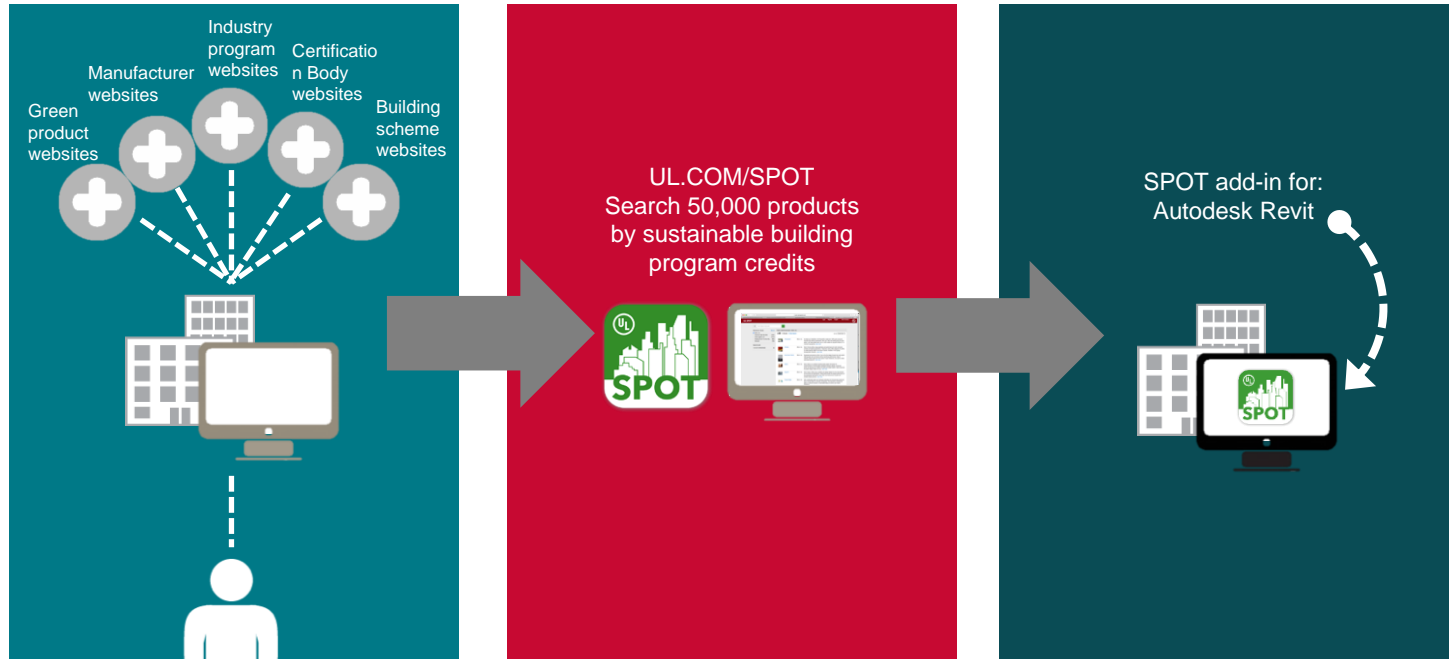 Green
product
websites
Manufacturer
websites
Industry
program
websites
Certificatio
n Body
websites
Building
scheme
websites
UL.COM/SPOT
Search 50,000 products
by sustainable building
program credits
UL
SPOT
SPOT add-in for:
Autodesk Revit
UL
SPOT